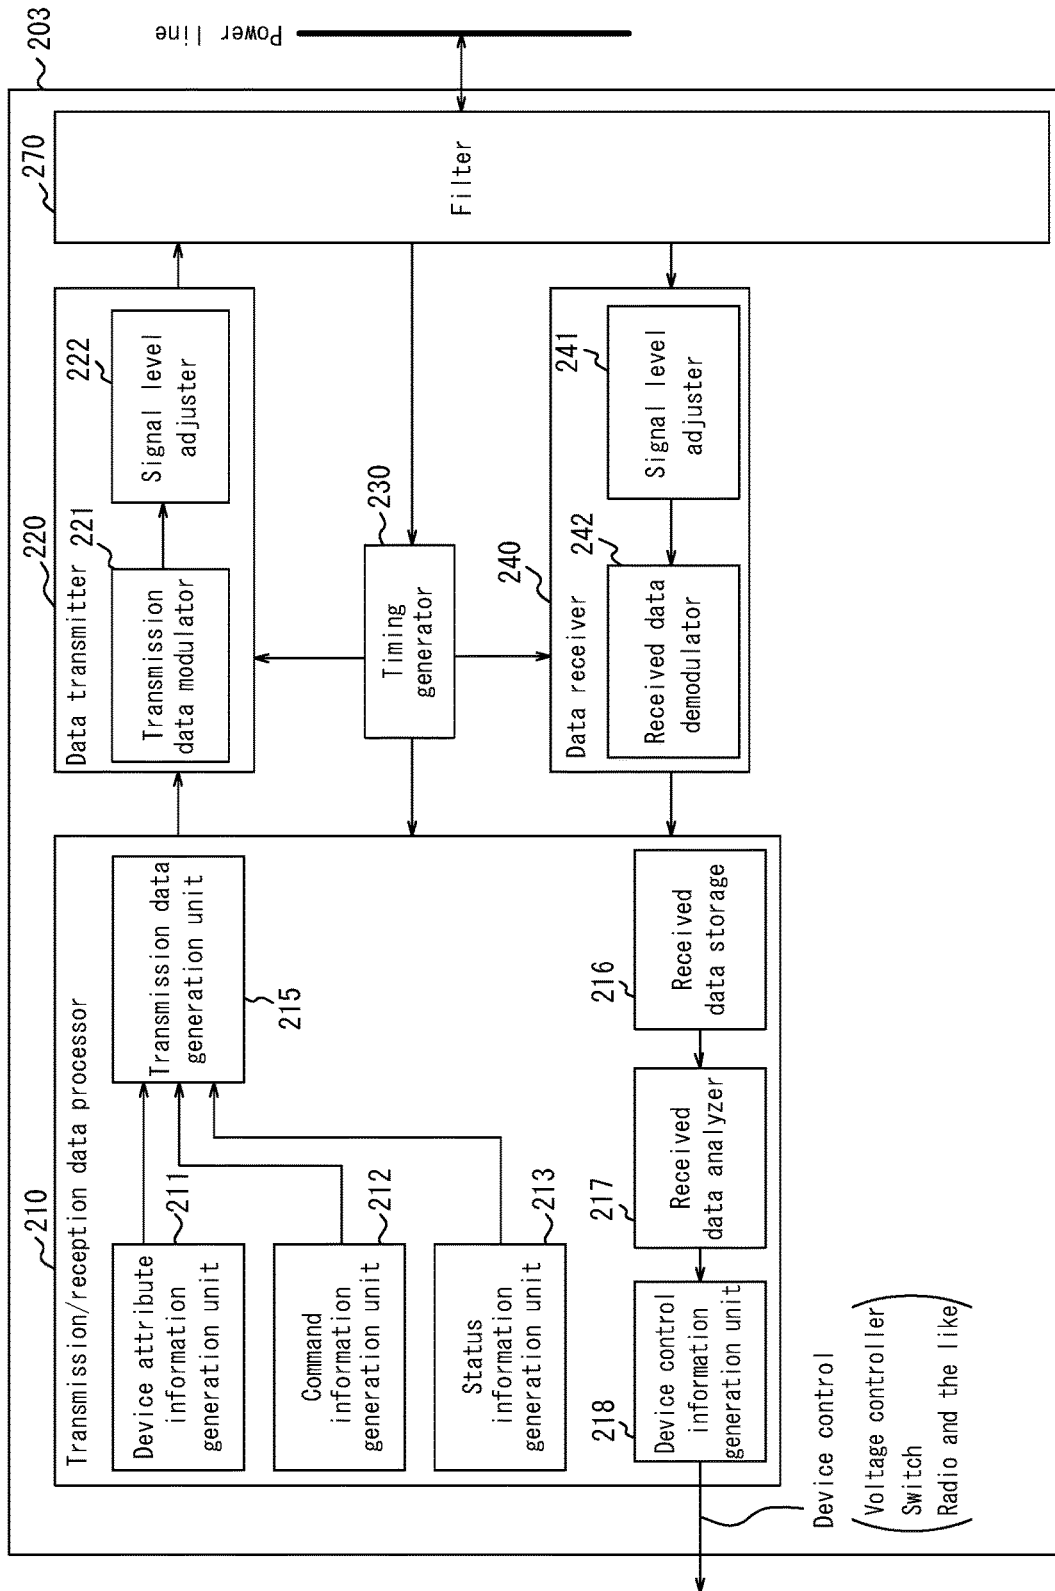 203
Power line
270
Filter
220
Data transmitter
221
Transmission
data modulator
222
Signal level
adjuster
230
Timing
generator
240
Data receiver
241
Signal level
adjuster
242
Received data
demodulator
210
Transmission/reception data processor
Device attribute
information
generation unit
211
Command
information
generation unit
212
Status
information
generation unit
213
Transmission data
generation unit
215
216
Received
data storage
217
Received
data analyzer
218
Device control
information
generation unit
Device control
Voltage controller
Switch
Radio and the like